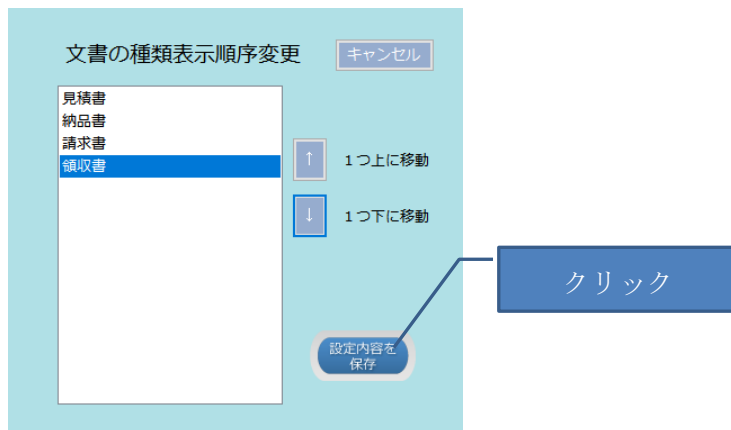 文書の種類表示順序変更
キャンセル
見積書
納品書
請求書
領収書
↑
1つ上に移動
↓
1つ下に移動
クリック
設定内容を
保存